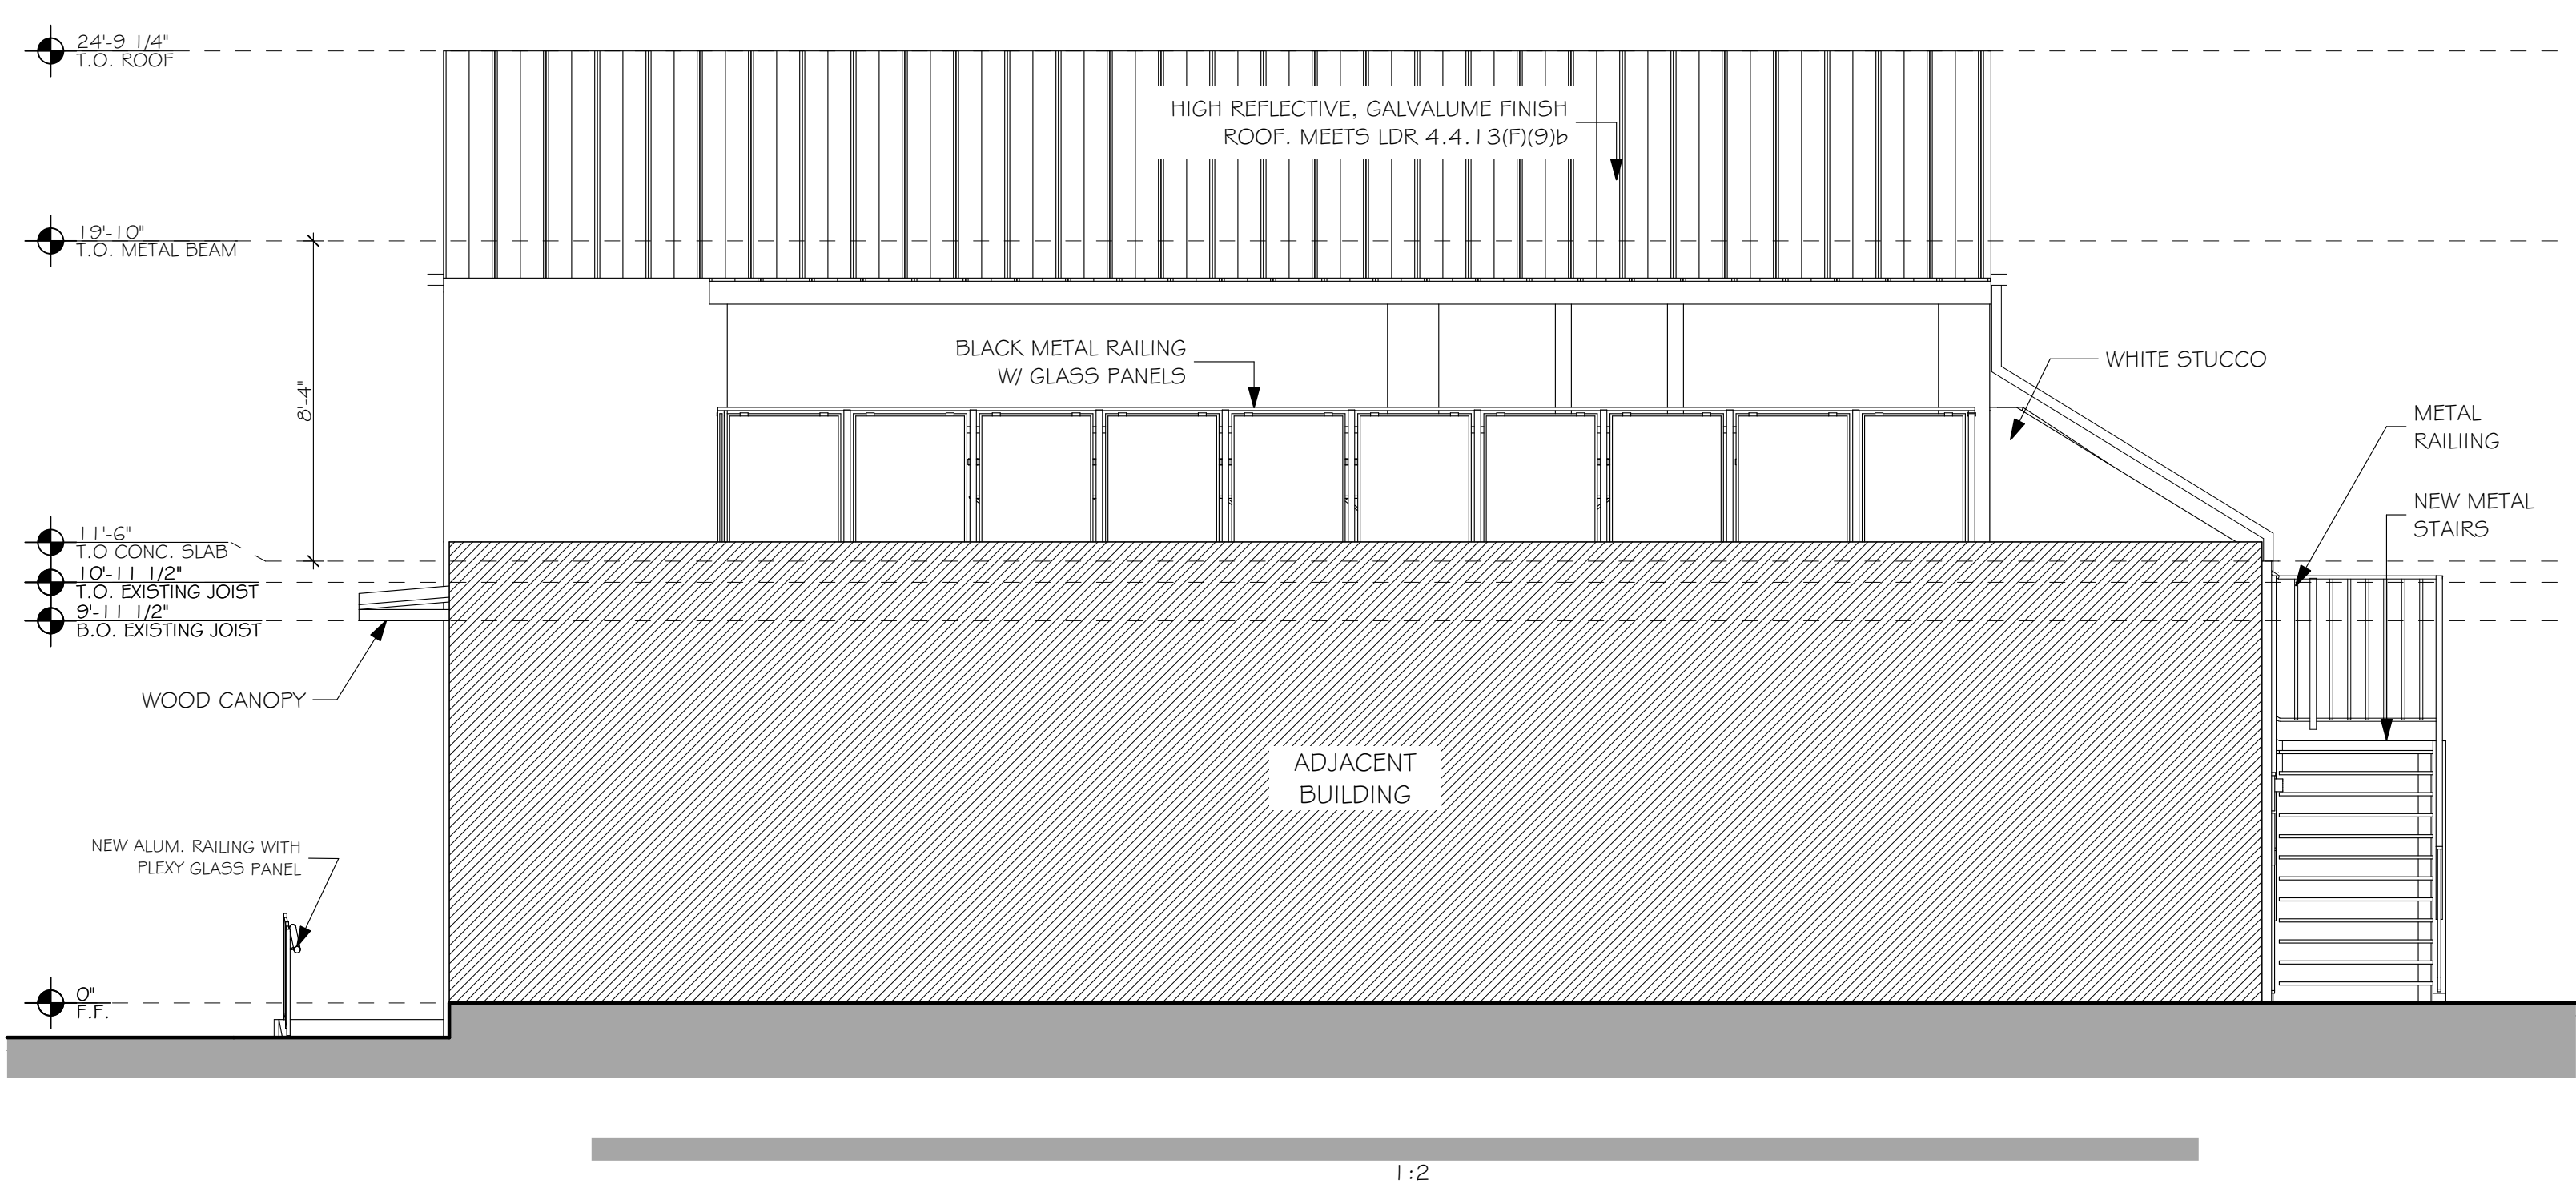 24'-9 1/4"
T.O. ROOF
HIGH REFLECTIVE, GALVALUME FINISH
ROOF. MEETS LDR 4.4.13(F)(9)b
19'-10"
T.O. METAL BEAM
BLACK METAL RAILING
W/ GLASS PANELS
WHITE STUCCO
8'-4"
METAL
RAILIING
NEW METAL
STAIRS
11'-6"
T.O CONC. SLAB
10'-11 1/2"
T.O. EXISTING JOIST
9'-11 1/2"
B.O. EXISTING JOIST
WOOD CANOPY
ADJACENT
BUILDING
NEW ALUM. RAILING WITH
PLEXY GLASS PANEL
0"
F.F.
1:2